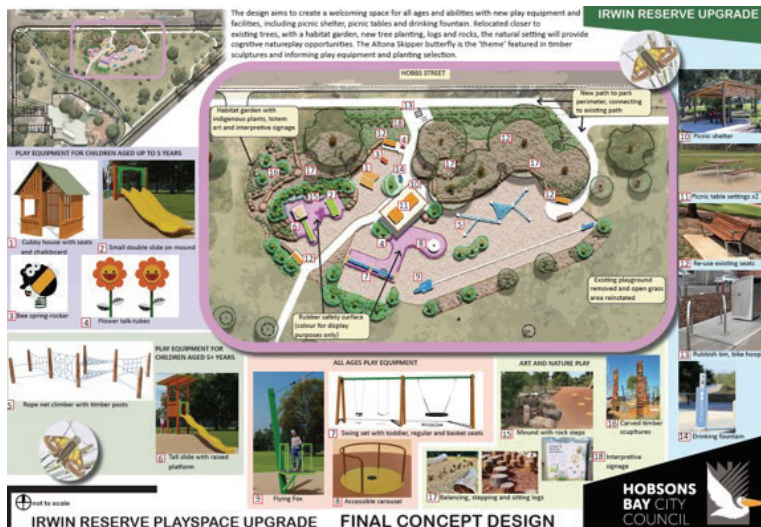 The design aims to create a welcoming space for all ages and abilities with new play equipment and
facilities, including picnic shelter, picnic tables and drinking fountain. Relocated closer to
existing trees, with a habitat garden, new tree planting, logs and rocks, the natural setting will provide
cognitive natureplay opportunities. The Altona Skipper butterfly is the 'theme' featured in timber
sculptures and informing play equipment and planting selection.
IRWIN RESERVE UPGRADE
HOBBS STREET
Habitat garden with
indigenous plants, totem
art and interpretive signage
New path to park
perimeter, connecting
to existing path
Rubber safety surface
(colour for display
purposes only)
Existing playground
removed and open grass
area reinstated
PLAY EQUIPMENT FOR CHILDREN AGED UP TO 5 YEARS
1 Cubby house with seats
and chalkboard
2 Small double slide on mound
3 Bee spring-rocker
4 Flower talk-tubes
PLAY EQUIPMENT FOR
CHILDREN AGED 5+ YEARS
5 Rope net climber with timber posts
6 Tall slide with raised
platform
ALL AGES PLAY EQUIPMENT
7 Swing set with toddler, regular and basket seats
8 Accessible carousel
9 Flying Fox
ART AND NATURE PLAY
15 Mound with rock steps
16 Carved timber
scuplitures
17 Balancing, stepping and sitting logs
18 Interpretive
signage
10 Picnic shelter
11 Picnic table settings x2
12 Re-use existing seats
13 Rubbish bin, bike hoop
14 Drinking fountain
not to scale
IRWIN RESERVE PLAYSPACE UPGRADE FINAL CONCEPT DESIGN
HOBSONS
BAY CITY
COUNCIL